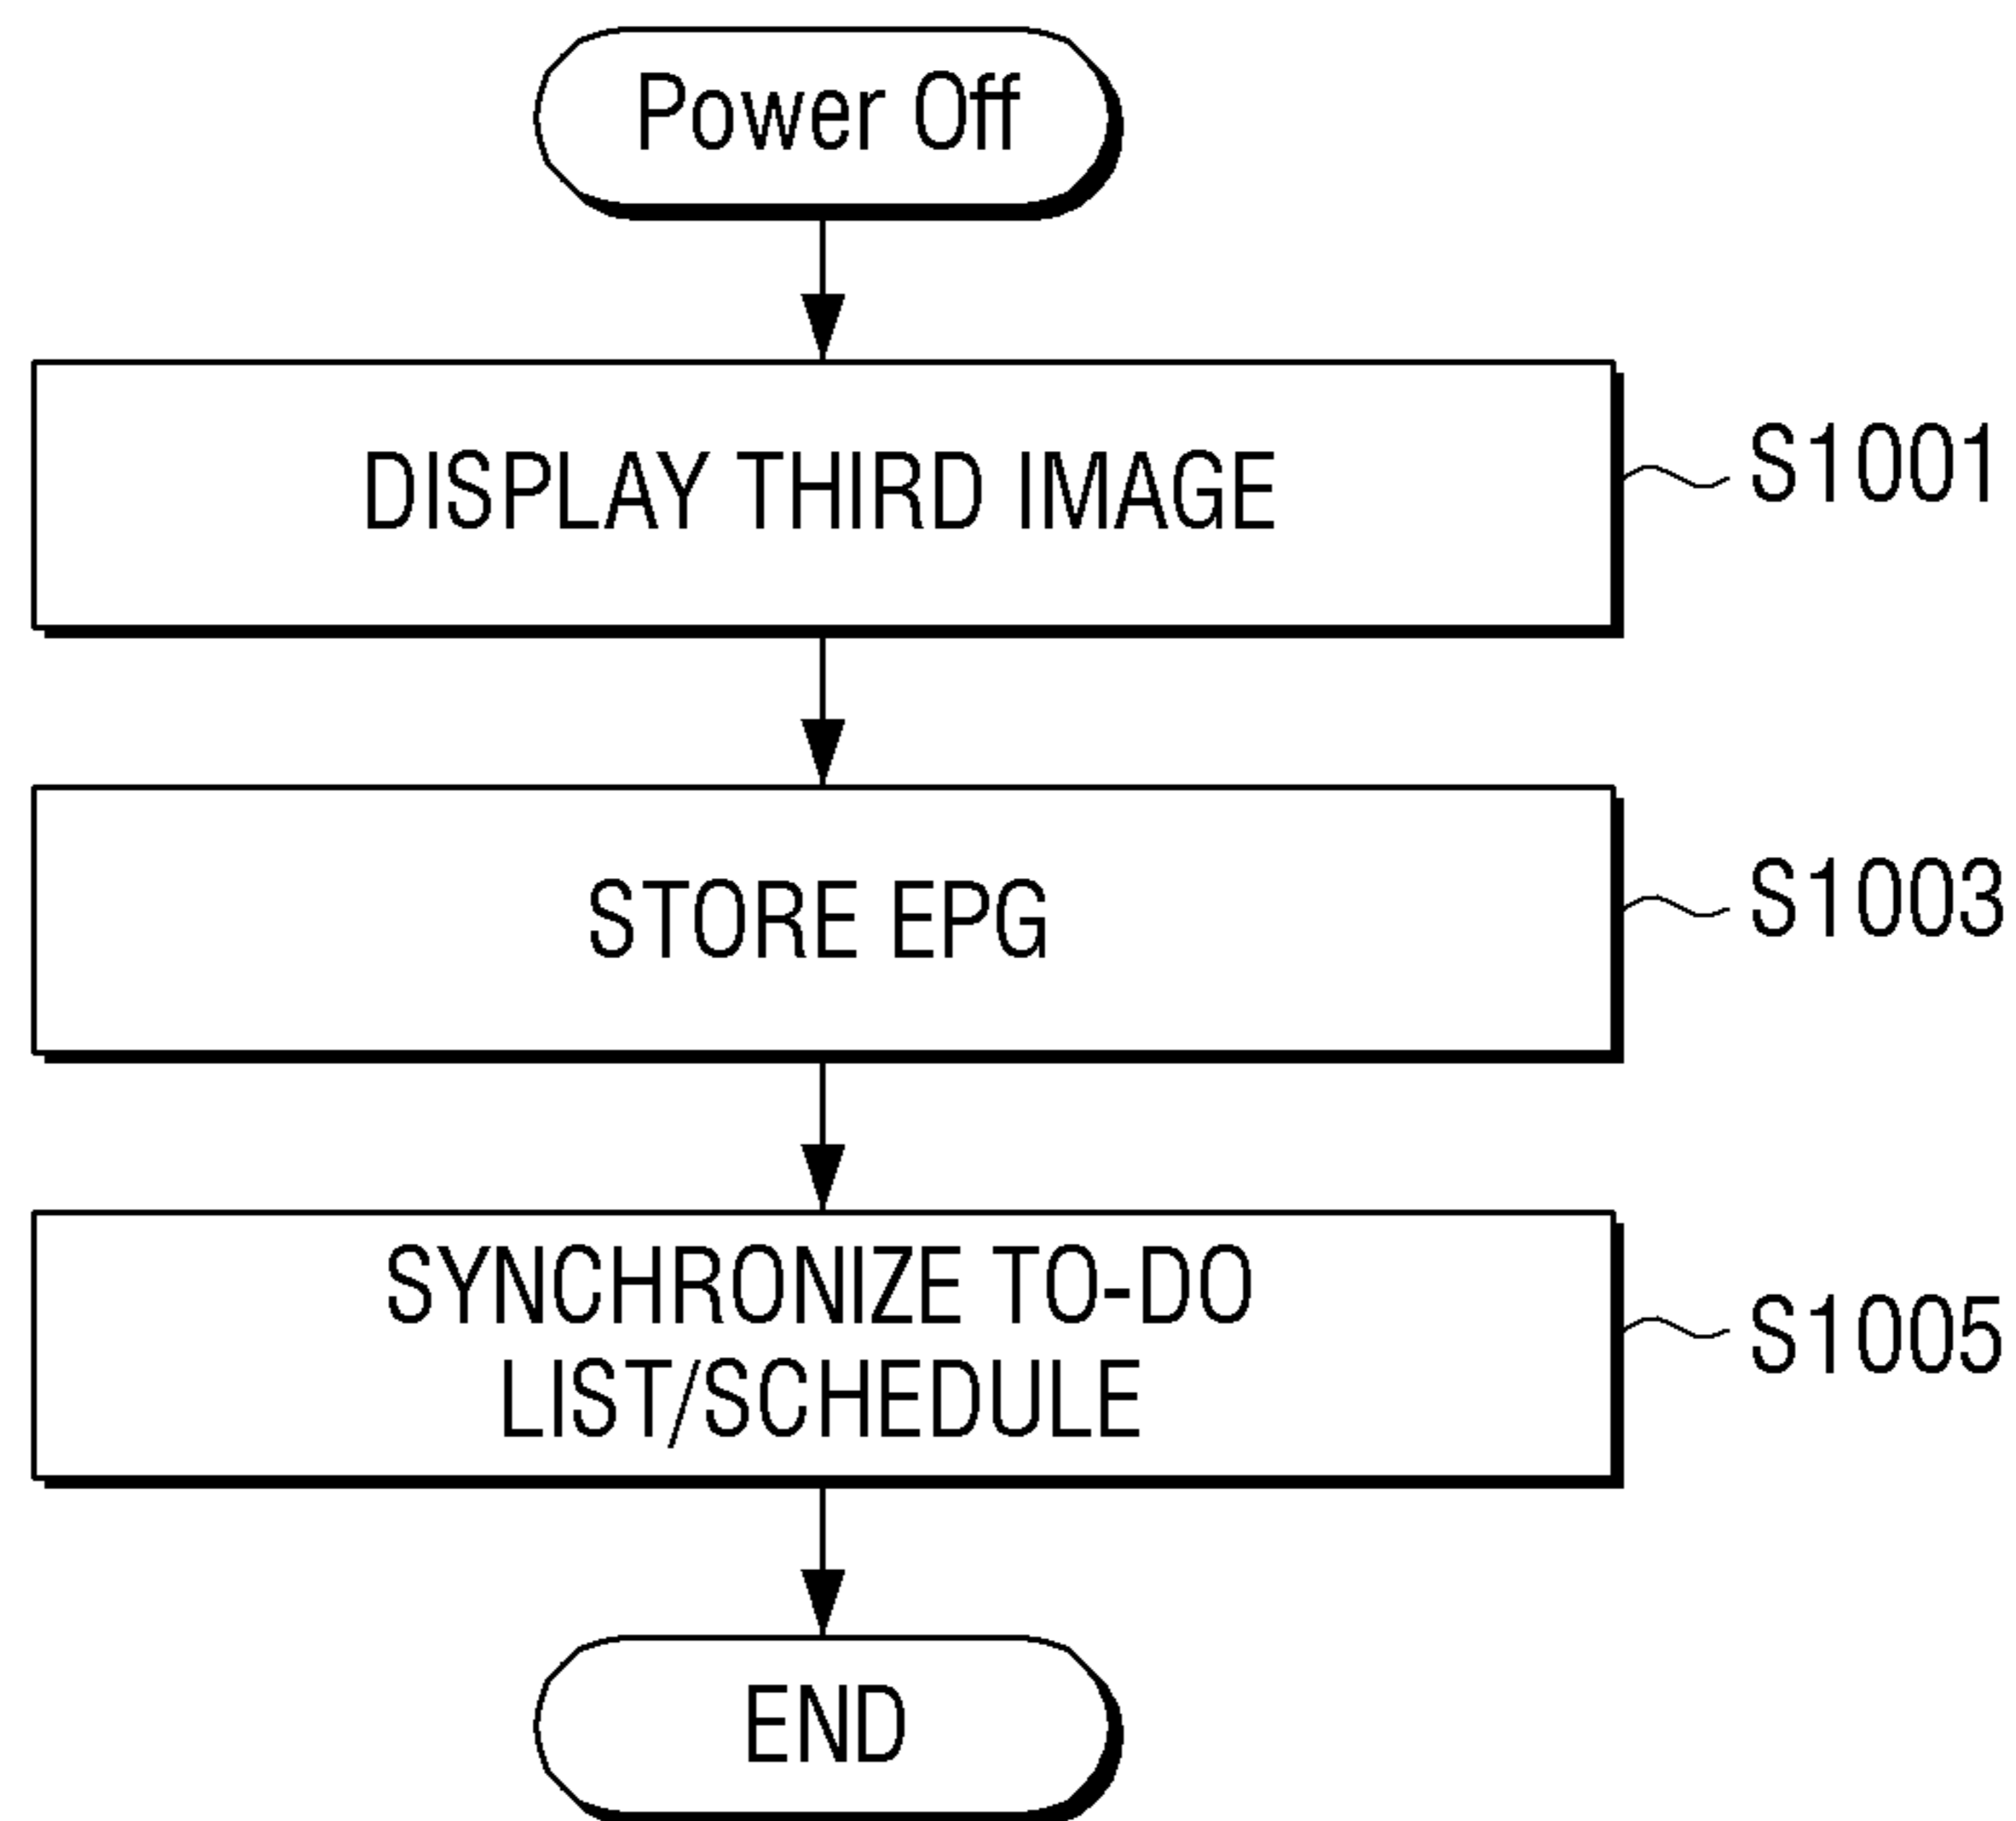 Power Off
DISPLAY THIRD IMAGE
S1001
STORE EPG
S1003
SYNCHRONIZE TO-DO
LIST/SCHEDULE
S1005
END